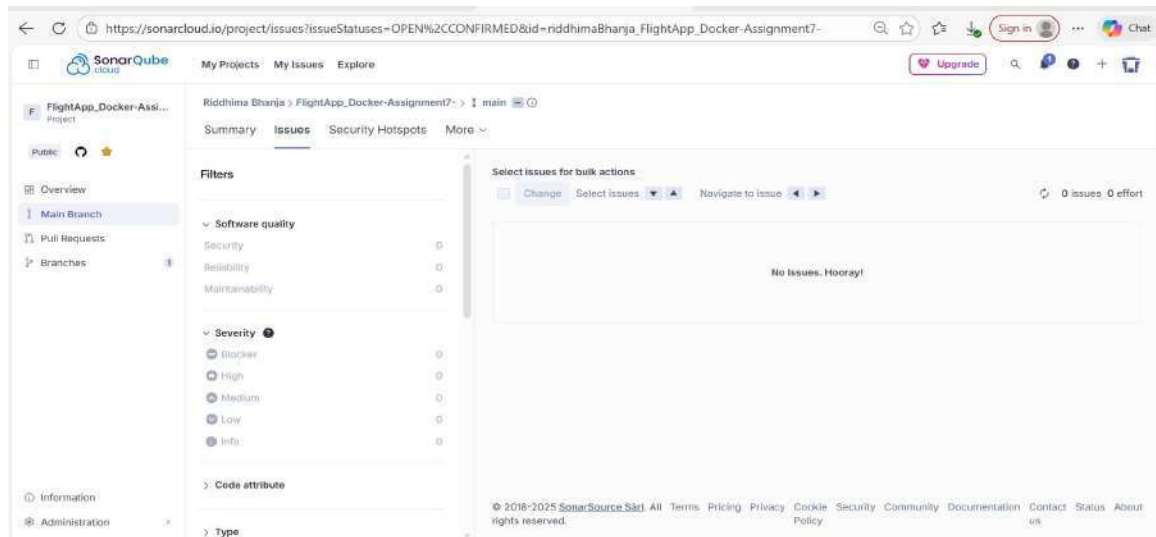 https://sonarcloud.io/project/issues?issueStatuses=OPEN%2CCONFIRMED&id=riddhimaBhanja_FlightApp_Docker-Assignment7-
Sign in
Chat
SonarQube
cloud
My Projects My Issues Explore
Upgrade
F FlightApp_Docker-Assi...
Project
Public
Overview
Main Branch
Pull Requests
Branches 1
Information
Administration
Riddhima Bhanja > FlightApp_Docker-Assignment7- > main
Summary Issues Security Hotspots More
Filters
Software quality
Security 0
Reliability 0
Maintainability 0
Severity ?
Blocker 0
High 0
Medium 0
Low 0
Info 0
Code attribute
Type
Select issues for bulk actions
Change Select issues Navigate to issue 0 issues 0 effort
No Issues. Hooray!
© 2018-2025 SonarSource Sàrl. All rights reserved.
Terms Pricing Privacy Cookie Policy Security Community Documentation Contact us Status About